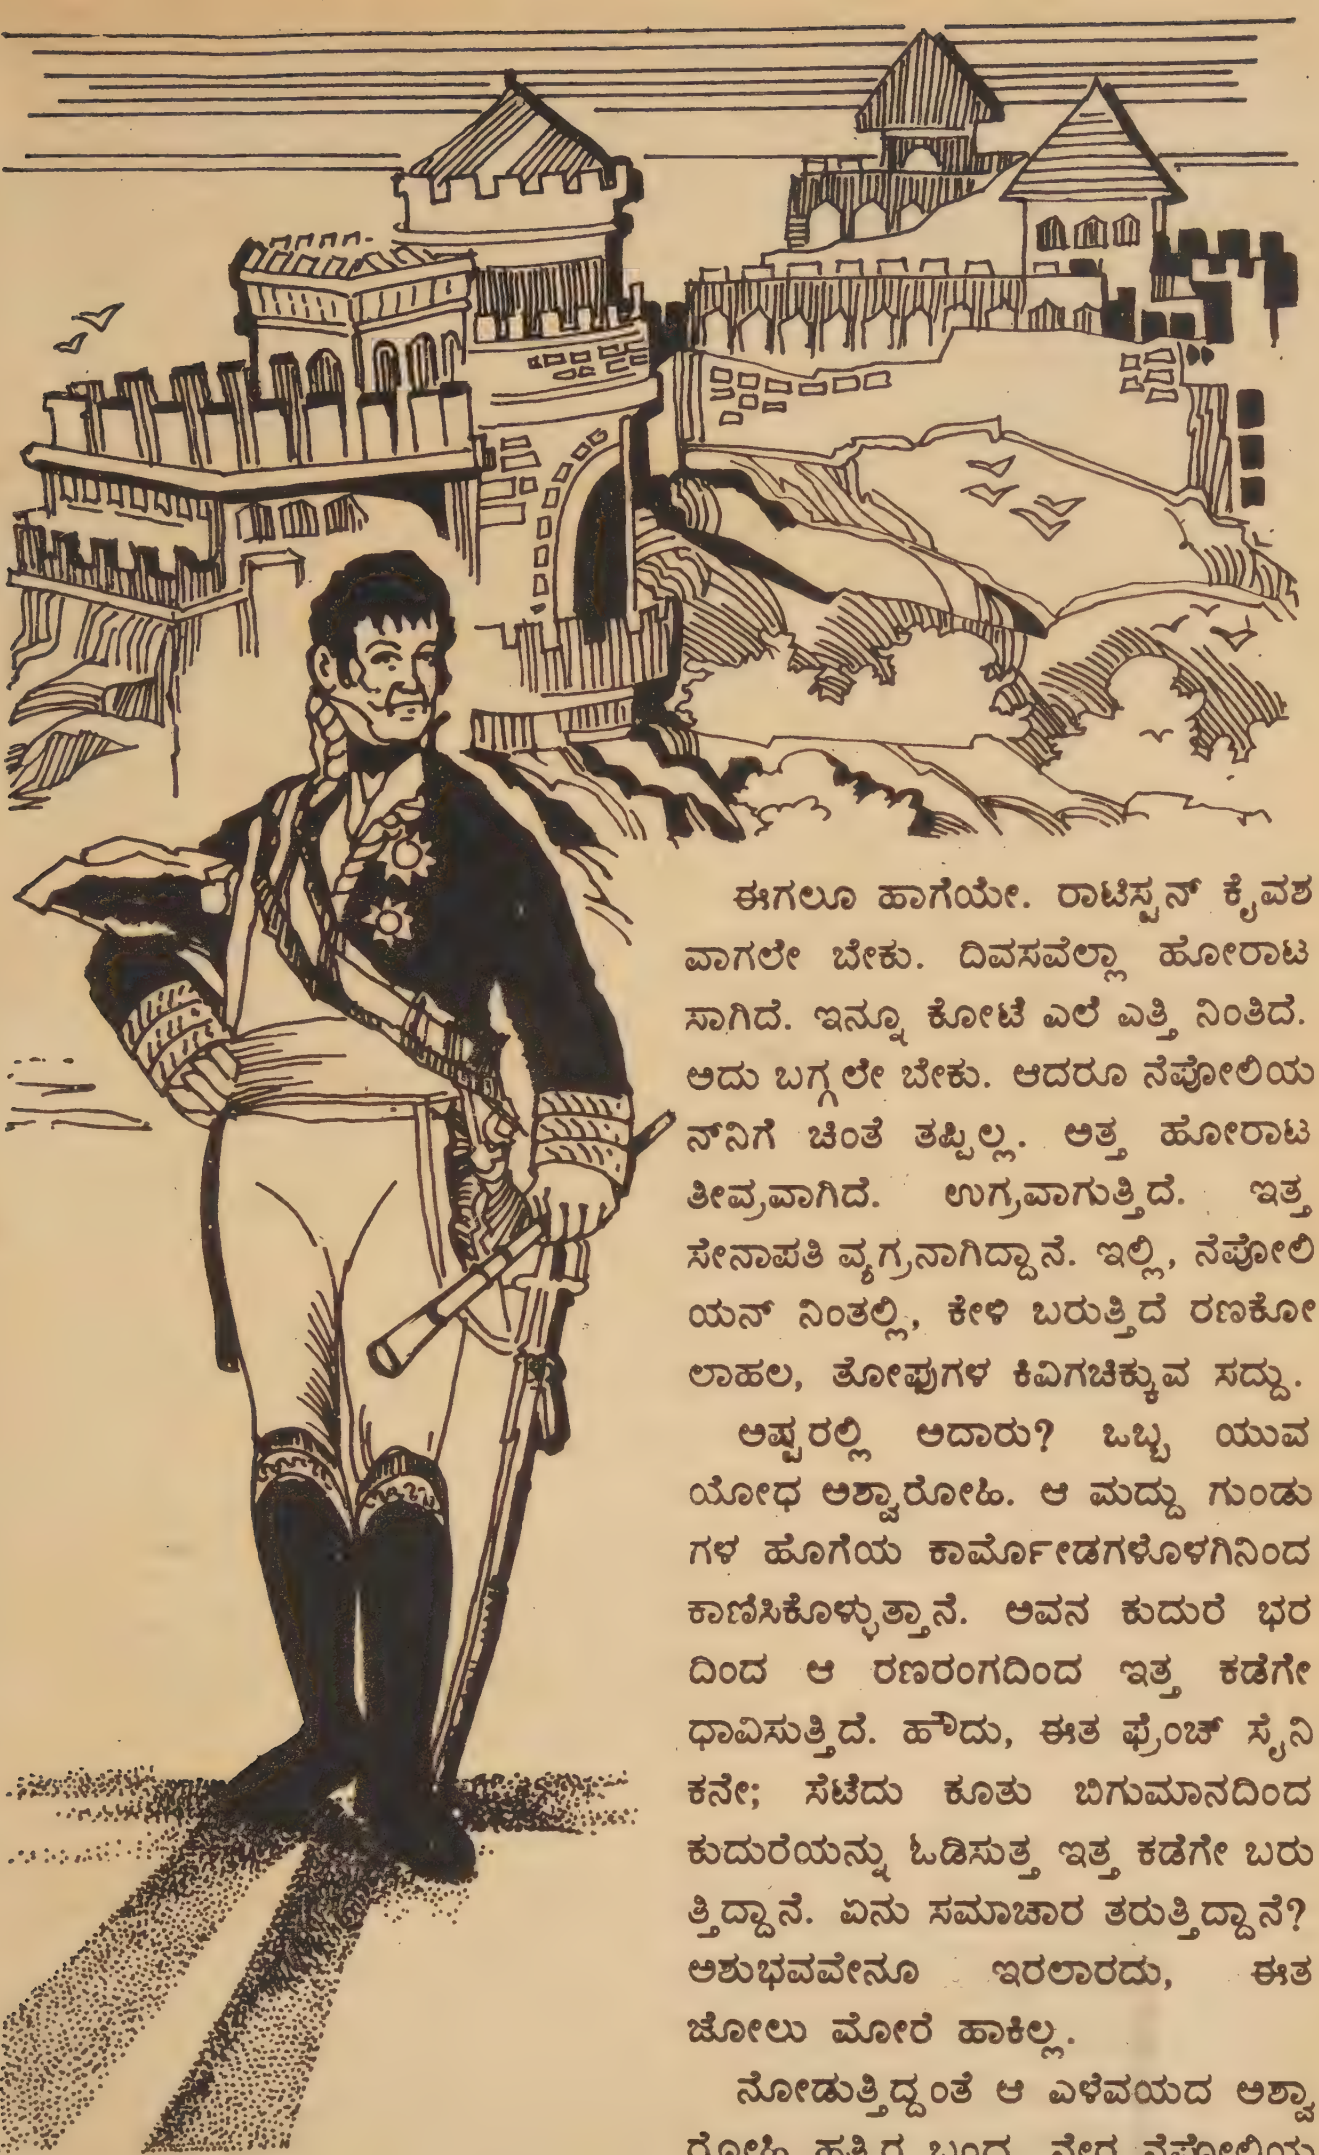 ಈಗಲೂ ಹಾಗೆಯೇ. ರಾಟಿಸ್ಬನ್ ಕೈವಶ
ವಾಗಲೇ ಬೇಕು. ದಿವಸವೆಲ್ಲಾ ಹೋರಾಟ
ಸಾಗಿದೆ. ಇನ್ನೂ ಕೋಟೆ ಎಲೆ ಎತ್ತಿ ನಿಂತಿದೆ.
ಅದು ಬಗ್ಗಲೇ ಬೇಕು. ಆದರೂ ನೆಪೋಲಿಯ
ನ್‌ನಿಗೆ ಚಿಂತೆ ತಪ್ಪಿಲ್ಲ. ಅತ್ತ ಹೋರಾಟ
ತೀವ್ರವಾಗಿದೆ. ಉಗ್ರವಾಗುತ್ತಿದೆ. ಇತ್ತ
ಸೇನಾಪತಿ ವ್ಯಗ್ರನಾಗಿದ್ದಾನೆ. ಇಲ್ಲಿ, ನೆಪೋಲಿ
ಯನ್ ನಿಂತಲ್ಲಿ, ಕೇಳಿ ಬರುತ್ತಿದೆ ರಣಕೋ
ಲಾಹಲ, ತೋಫುಗಳ ಕಿವಿಗಚಿಕ್ಕುವ ಸದ್ದು.
ಅಷ್ಟರಲ್ಲಿ ಅದಾರು? ಒಬ್ಬ ಯುವ
ಯೋಧ ಅಶ್ವಾರೋಹಿ. ಆ ಮದ್ದು ಗುಂಡು
ಗಳ ಹೊಗೆಯ ಕಾರ್ಮೋಡಗಳೊಳಗಿನಿಂದ
ಕಾಣಿಸಿಕೊಳ್ಳುತ್ತಾನೆ. ಅವನ ಕುದುರೆ ಭರ
ದಿಂದ ಆ ರಣರಂಗದಿಂದ ಇತ್ತ ಕಡೆಗೇ
ಧಾವಿಸುತ್ತಿದೆ. ಹೌದು, ಈತ ಫ್ರೆಂಚ್ ಸೈನಿ
ಕನೇ; ಸೆಟೆದು ಕೂತು ಬಿಗುಮಾನದಿಂದ
ಕುದುರೆಯನ್ನು ಓಡಿಸುತ್ತ ಇತ್ತ ಕಡೆಗೇ ಬರು
ತ್ತಿದ್ದಾನೆ. ಏನು ಸಮಾಚಾರ ತರುತ್ತಿದ್ದಾನೆ?
ಅಶುಭವವೇನೂ ಇರಲಾರದು, ಈತ
ಜೋಲು ಮೋರೆ ಹಾಕಿಲ್ಲ.
ನೋಡುತ್ತಿದ್ದಂತೆ ಆ ಎಳೆವಯದ ಅಶ್ವಾ
ರೋಹಿ ಹತ್ತಿರ ಬಂದ. ನೇರ ನೆಪೋಲಿಯ